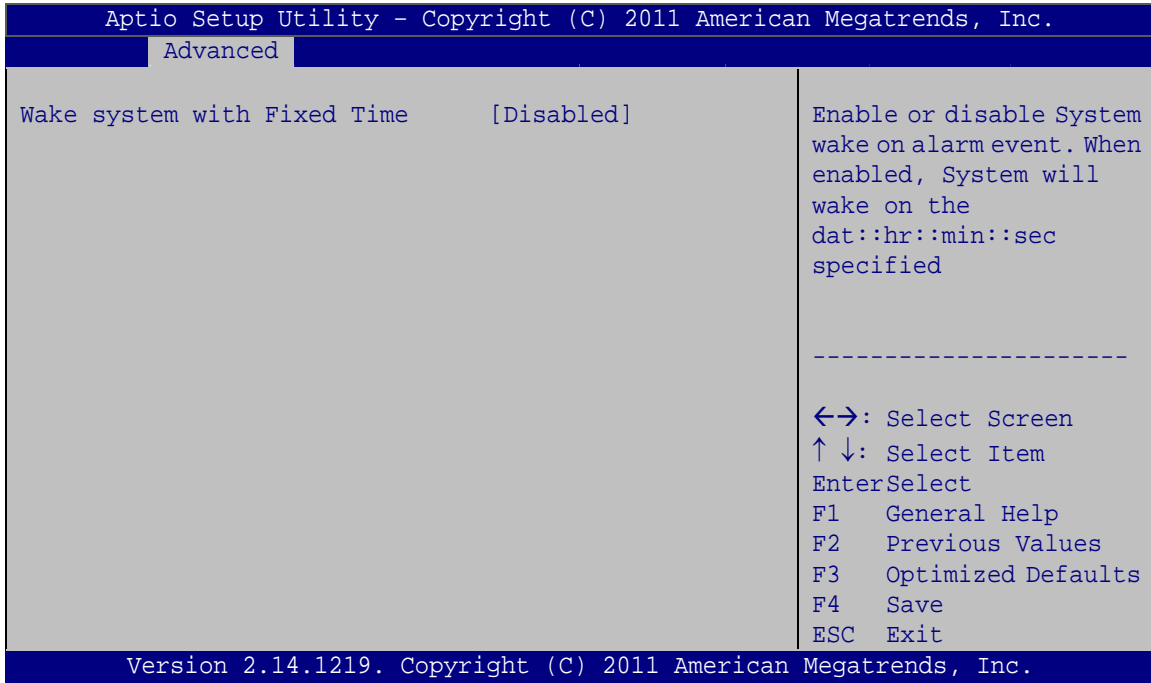 Aptio Setup Utility – Copyright (C) 2011 American Megatrends, Inc.
Advanced
Wake system with Fixed Time [Disabled]
Enable or disable System
wake on alarm event. When
enabled, System will
wake on the
dat::hr::min::sec
specified
----------------------
←→: Select Screen
↑ ↓: Select Item
EnterSelect
F1 General Help
F2 Previous Values
F3 Optimized Defaults
F4 Save
ESC Exit
Version 2.14.1219. Copyright (C) 2011 American Megatrends, Inc.